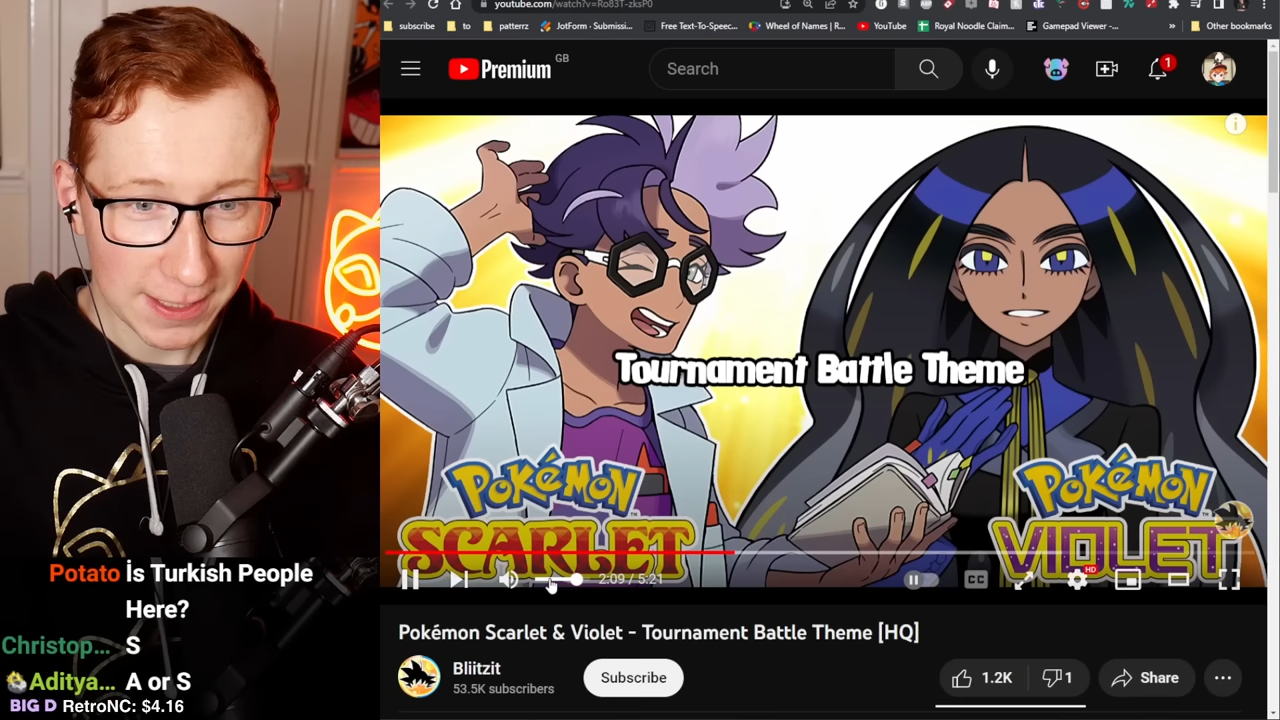 youtube.com/watch?v=Ro83T-zksP0
subscribe to patterrz JotForm - Submissi... Free Text-To-Speec... Wheel of Names | R... YouTube Royal Noodle Claim... Gamepad Viewer -... » Other bookmarks
Premium GB
Search
1
Tournament Battle Theme
POKÉMON POKÉMON
SCARLET VIOLET
2:09 / 5:21
CC
HD
Pokémon Scarlet & Violet - Tournament Battle Theme [HQ]
Bliitzit
53.5K subscribers
Subscribe
1.2K
1
Share
Potato İs Turkish People
Here?
Christop... S
Aditya... A or S
BIG D RetroNC: $4.16